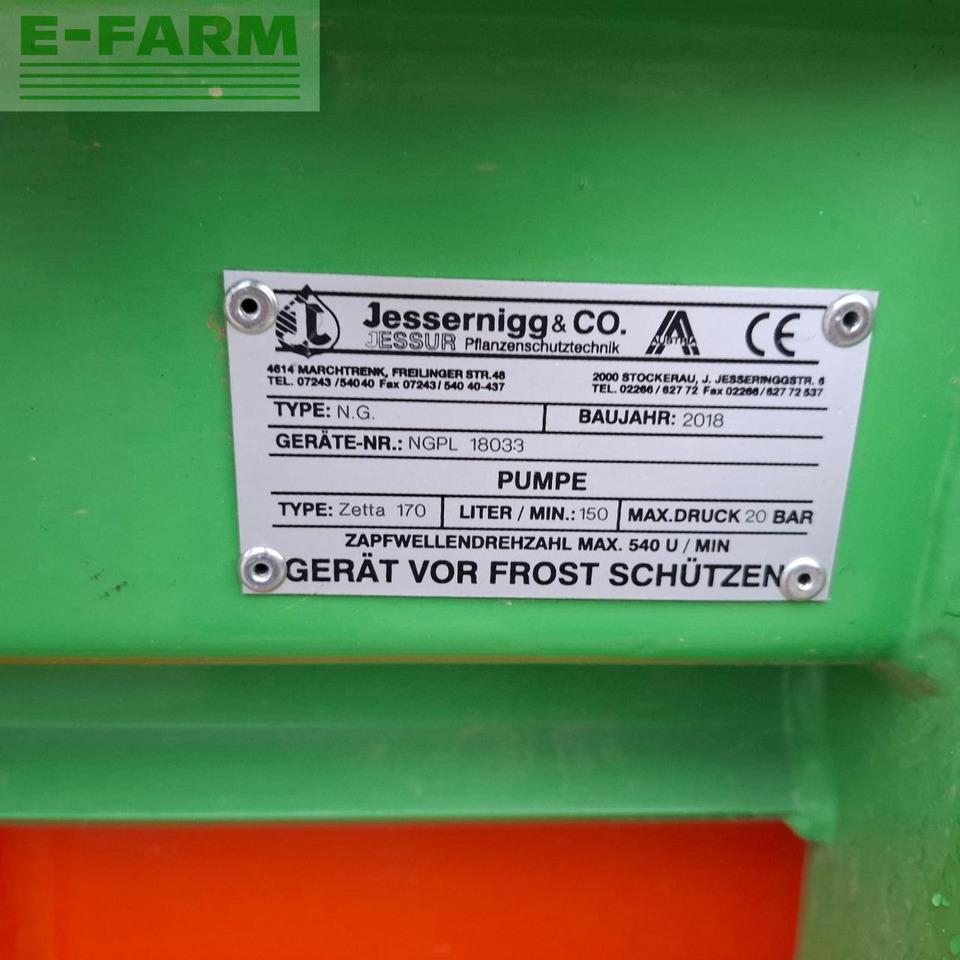 E-FARM
Jessernigg & CO.
JESSUR Pflanzenschutztechnik
AUSTRIA
CE
4614 MARCHTRENK, FREILINGER STR.48
TEL. 07243 / 540 40 Fax 07243 / 540 40-437
2000 STOCKERAU, J. JESSERINGGSTR. 6
TEL. 02266 / 627 72 Fax 02266 / 627 72 537
TYPE: N.G.
BAUJAHR: 2018
GERÄTE-NR.: NGPL 18033
PUMPE
TYPE: Zetta 170
LITER / MIN.: 150
MAX.DRUCK 20 BAR
ZAPFWELLENDREHZAHL MAX. 540 U / MIN
GERÄT VOR FROST SCHÜTZEN